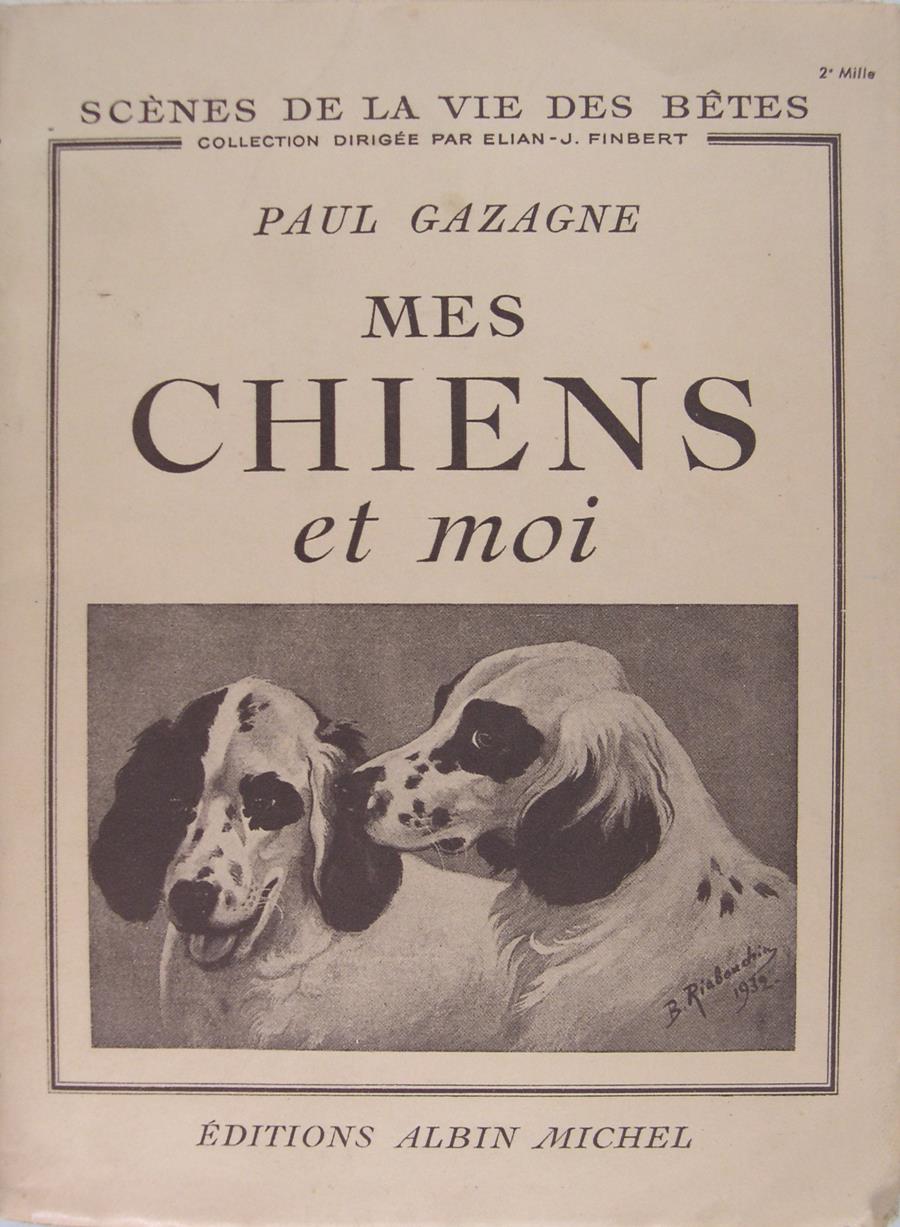 2e Mille
SCÈNES DE LA VIE DES BÊTES
COLLECTION DIRIGÉE PAR ELIAN-J. FINBERT
PAUL GAZAGNE
MES
CHIENS
et moi
B.
1932.
ÉDITIONS ALBIN MICHEL